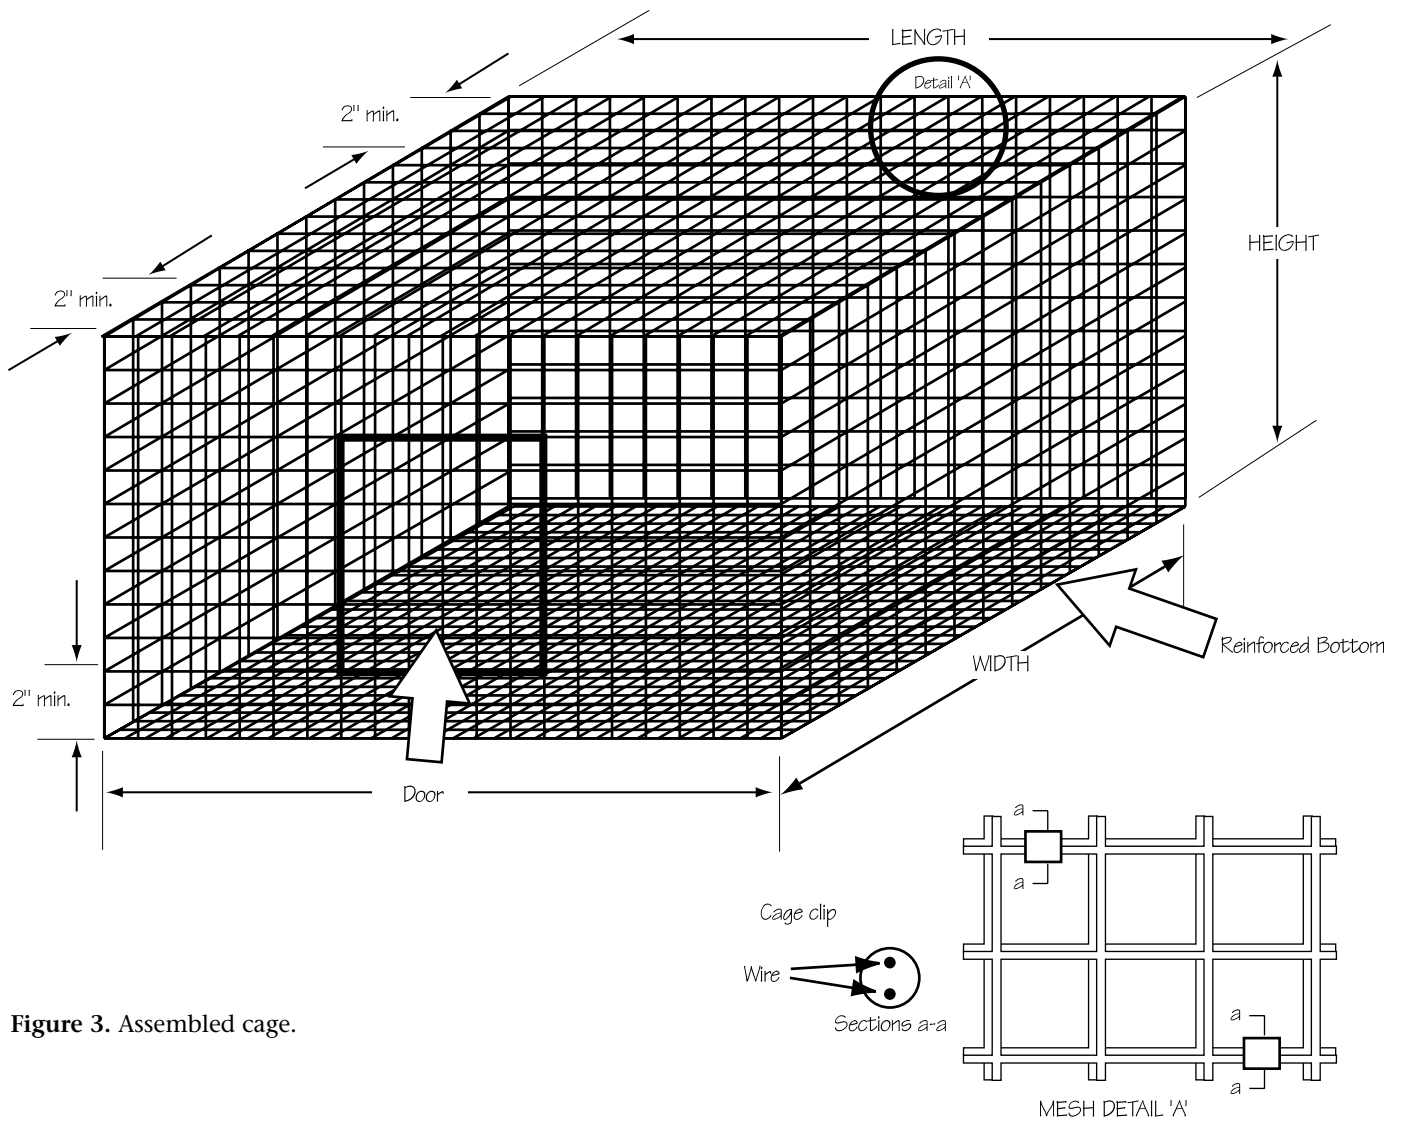 LENGTH
Detail 'A'
2" min.
HEIGHT
2" min.
Reinforced Bottom
WIDTH
2" min.
Door
a
a
Cage clip
Wire
Sections a-a
a
a
Figure 3. Assembled cage.
MESH DETAIL 'A'